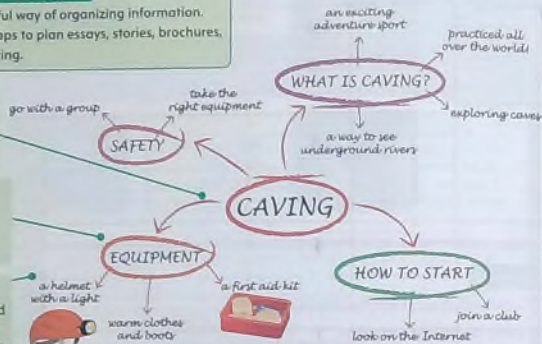 ful way of organizing information.
ps to plan essays, stories, brochures,
ing.
an exciting
adventure sport
practiced all
over the world!
WHAT IS CAVING?
exploring caves
a way to see
underground rivers
take the
right equipment
go with a group
SAFETY
CAVING
EQUIPMENT
a helmet
with a light
warm clothes
and boots
a first aid kit
HOW TO START
join a club
look on the Internet